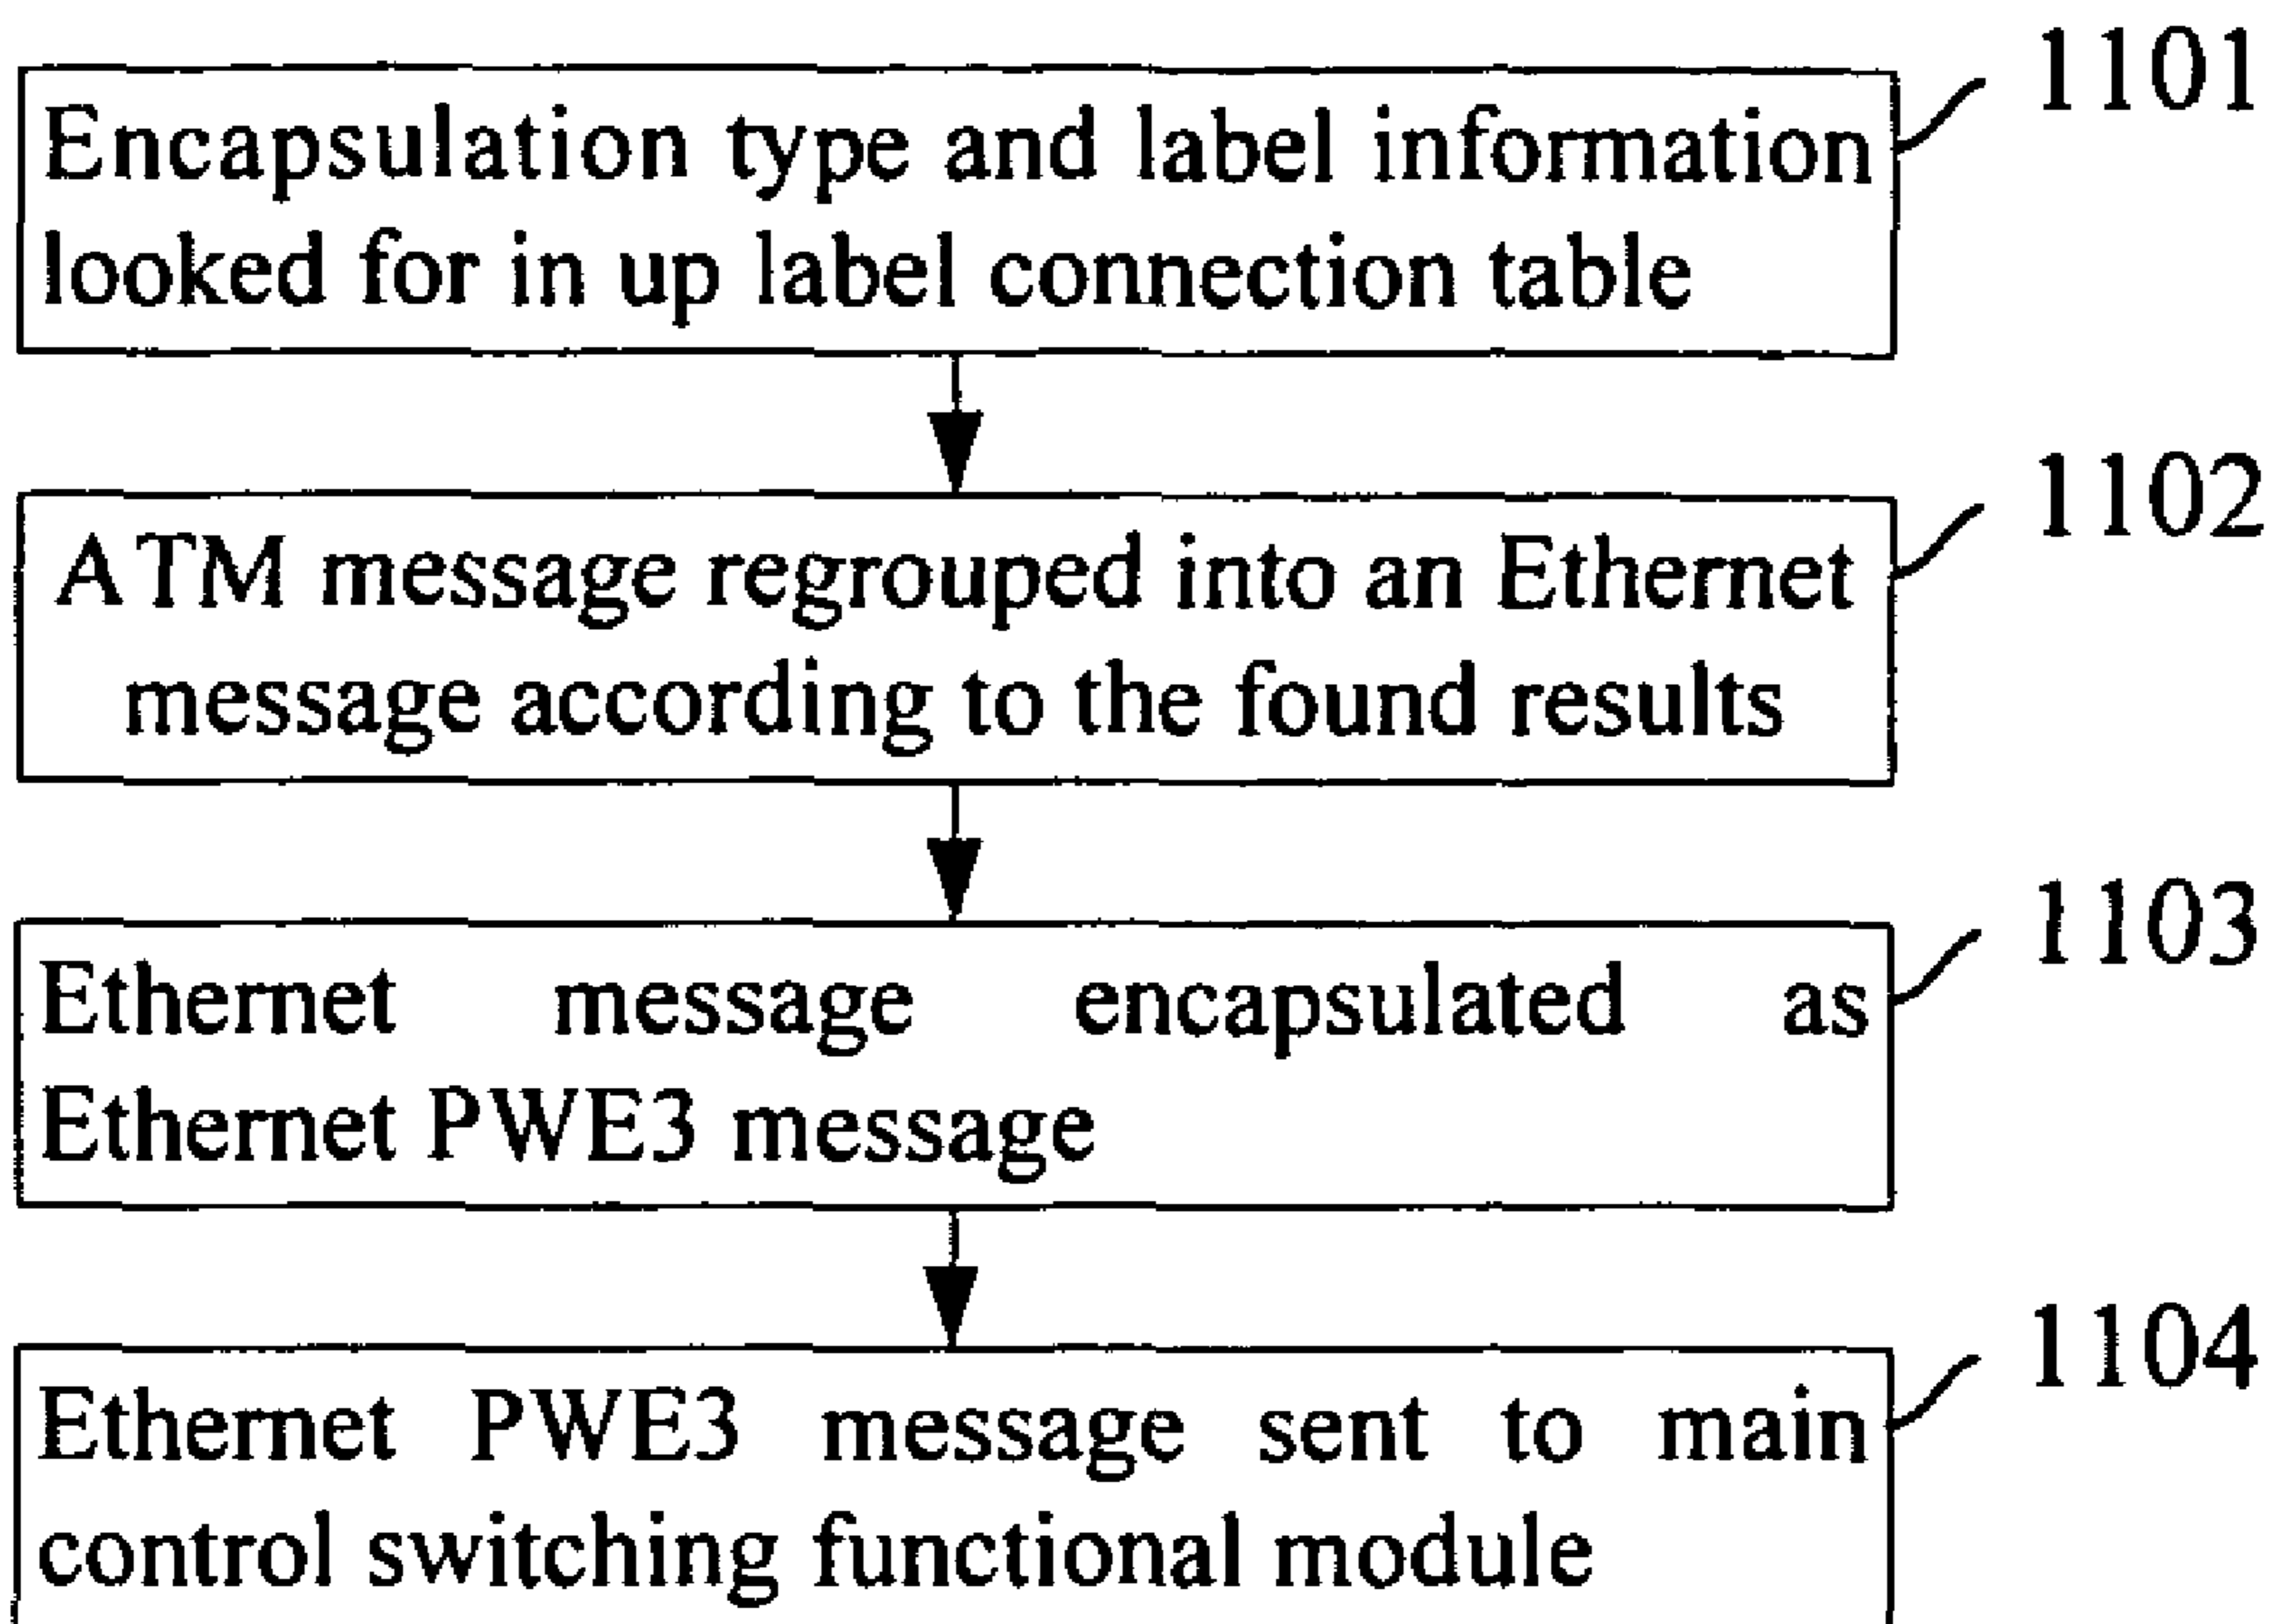 1101
Encapsulation type and label information
looked for in up label connection table
1102
ATM message regrouped into an Ethernet
message according to the found results
1103
Ethernet message encapsulated as
Ethernet PWE3 message
1104
Ethernet PWE3 message sent to main
control switching functional module